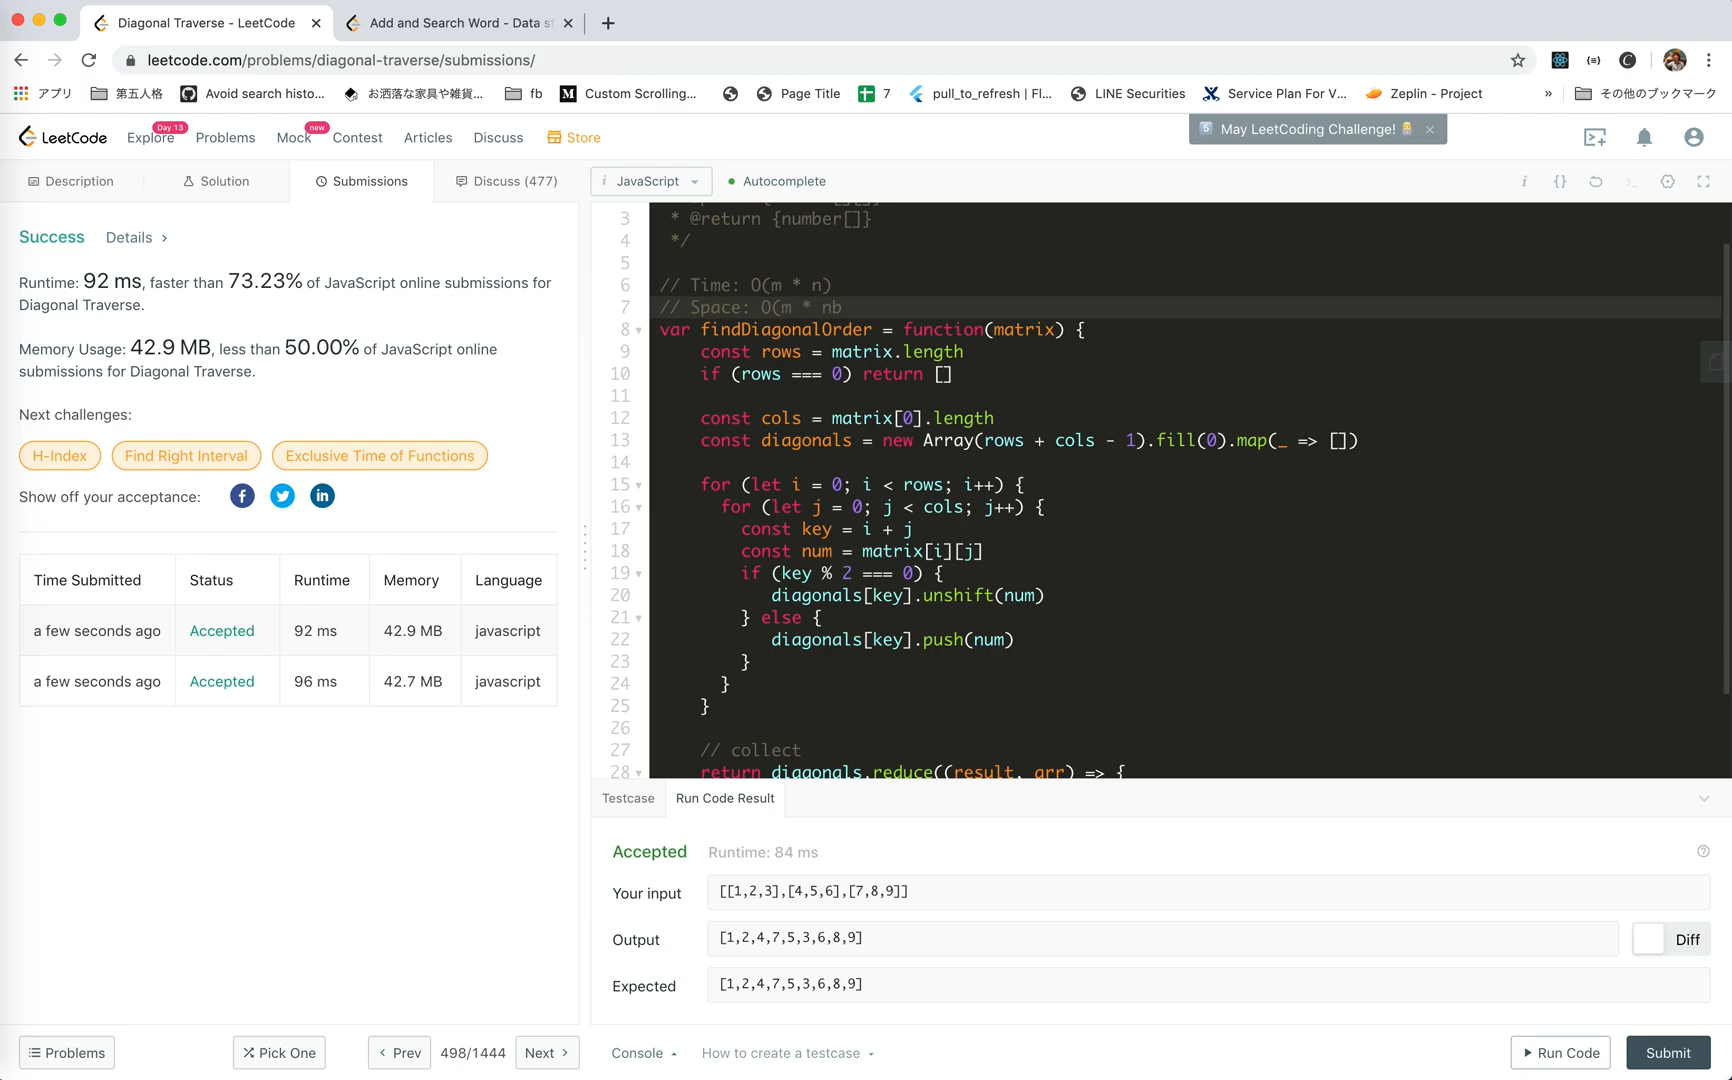 Diagonal Traverse - LeetCode
Add and Search Word - Data st
leetcode.com/problems/diagonal-traverse/submissions/
アプリ 第五人格 Avoid search histo... お洒落な家具や雑貨... fb Custom Scrolling... Page Title 7 pull_to_refresh | Fl... LINE Securities Service Plan For V... Zeplin - Project » その他のブックマーク
LeetCode Explore Day 13 Problems Mock new Contest Articles Discuss Store
5 May LeetCoding Challenge!
Description Solution Submissions Discuss (477)
i JavaScript Autocomplete
Success Details >
Runtime: 92 ms, faster than 73.23% of JavaScript online submissions for
Diagonal Traverse.
Memory Usage: 42.9 MB, less than 50.00% of JavaScript online
submissions for Diagonal Traverse.
Next challenges:
H-Index Find Right Interval Exclusive Time of Functions
Show off your acceptance:
Time Submitted Status Runtime Memory Language
a few seconds ago Accepted 92 ms 42.9 MB javascript
a few seconds ago Accepted 96 ms 42.7 MB javascript
3 * @return {number[]}
4 */
5
6 // Time: O(m * n)
7 // Space: O(m * nb
8 var findDiagonalOrder = function(matrix) {
9 const rows = matrix.length
10 if (rows === 0) return []
11
12 const cols = matrix[0].length
13 const diagonals = new Array(rows + cols - 1).fill(0).map(_ => [])
14
15 for (let i = 0; i < rows; i++) {
16 for (let j = 0; j < cols; j++) {
17 const key = i + j
18 const num = matrix[i][j]
19 if (key % 2 === 0) {
20 diagonals[key].unshift(num)
21 } else {
22 diagonals[key].push(num)
23 }
24 }
25 }
26
27 // collect
28 return diagonals.reduce((result, arr) => {
Testcase Run Code Result
Accepted Runtime: 84 ms
Your input [[1,2,3],[4,5,6],[7,8,9]]
Output [1,2,4,7,5,3,6,8,9] Diff
Expected [1,2,4,7,5,3,6,8,9]
Problems Pick One < Prev 498/1444 Next > Console How to create a testcase Run Code Submit